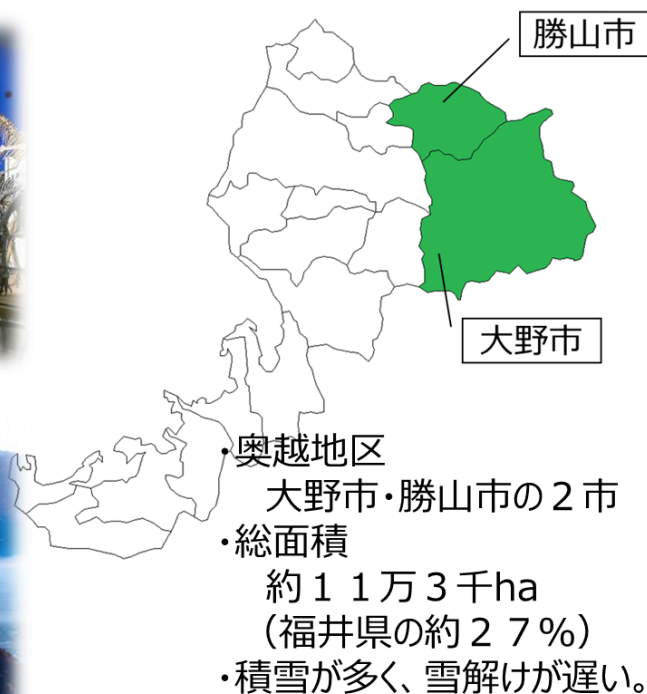 勝山市
大野市
・奥越地区
大野市・勝山市の２市
・総面積
約１１万３千ha
（福井県の約２７％）
・積雪が多く、雪解けが遅い。